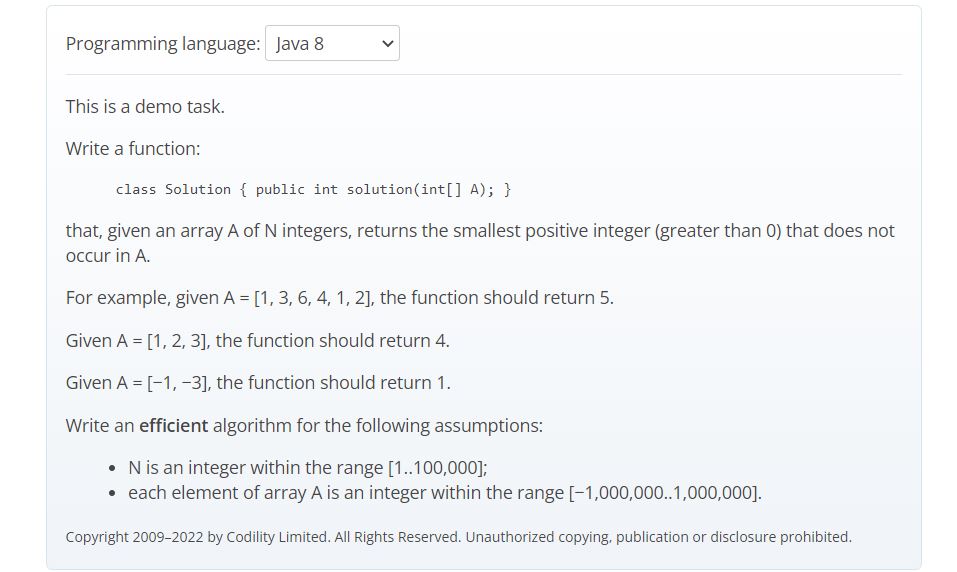 Programming language: Java 8
This is a demo task.
Write a function:
class Solution { public int solution(int[] A); }
that, given an array A of N integers, returns the smallest positive integer (greater than 0) that does not
occur in A.
For example, given A = [1, 3, 6, 4, 1, 2], the function should return 5.
Given A = [1, 2, 3], the function should return 4.
Given A = [−1, −3], the function should return 1.
Write an efficient algorithm for the following assumptions:
• N is an integer within the range [1..100,000];
• each element of array A is an integer within the range [−1,000,000..1,000,000].
Copyright 2009–2022 by Codility Limited. All Rights Reserved. Unauthorized copying, publication or disclosure prohibited.